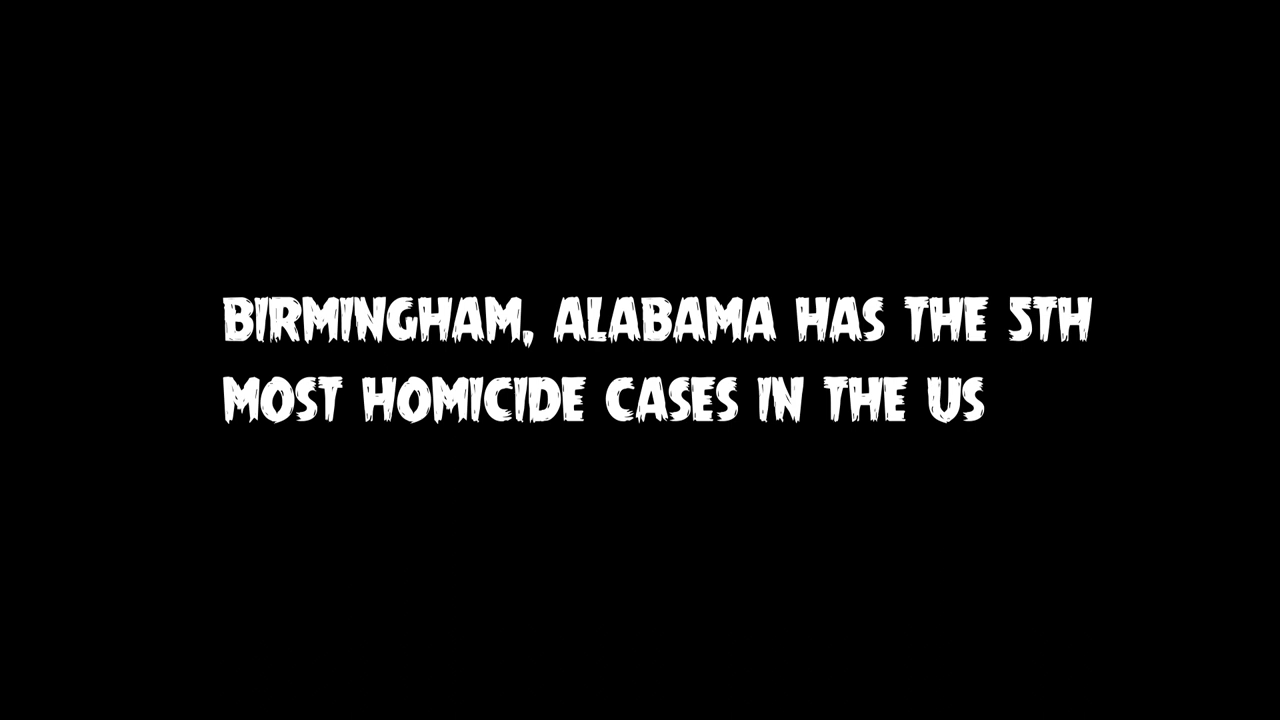 BIRMINGHAM, ALABAMA HAS THE 5TH
MOST HOMICIDE CASES IN THE US